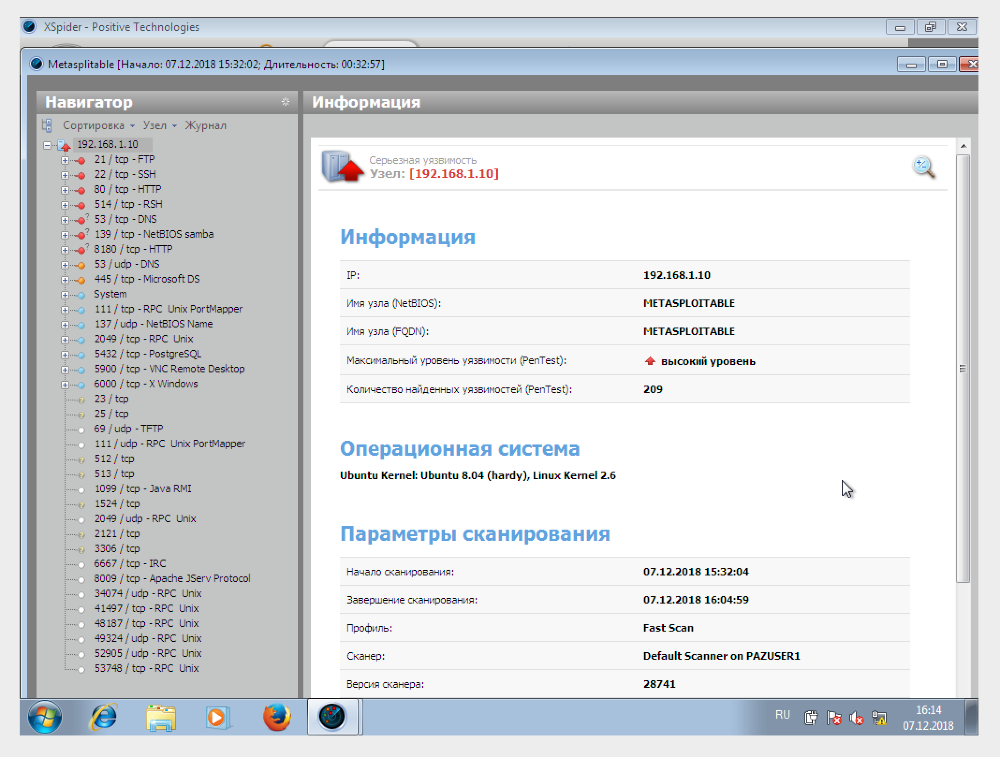 XSpider - Positive Technologies
Metasplitable [Начало: 07.12.2018 15:32:02; Длительность: 00:32:57]
Навигатор
Сортировка Узел Журнал
192.168.1.10
21 / tcp - FTP
22 / tcp - SSH
80 / tcp - HTTP
514 / tcp - RSH
53 / tcp - DNS
139 / tcp - NetBIOS samba
8180 / tcp - HTTP
53 / udp - DNS
445 / tcp - Microsoft DS
System
111 / tcp - RPC Unix PortMapper
137 / udp - NetBIOS Name
2049 / tcp - RPC Unix
5432 / tcp - PostgreSQL
5900 / tcp - VNC Remote Desktop
6000 / tcp - X Windows
23 / tcp
25 / tcp
69 / udp - TFTP
111 / udp - RPC Unix PortMapper
512 / tcp
513 / tcp
1099 / tcp - Java RMI
1524 / tcp
2049 / udp - RPC Unix
2121 / tcp
3306 / tcp
6667 / tcp - IRC
8009 / tcp - Apache JServ Protocol
34074 / udp - RPC Unix
41497 / tcp - RPC Unix
48187 / tcp - RPC Unix
49324 / udp - RPC Unix
52905 / udp - RPC Unix
53748 / tcp - RPC Unix
Информация
Серьезная уязвимость
Узел: [192.168.1.10]
Информация
IP: 192.168.1.10
Имя узла (NetBIOS): METASPLOITABLE
Имя узла (FQDN): METASPLOITABLE
Максимальный уровень уязвимости (PenTest): высокий уровень
Количество найденных уязвимостей (PenTest): 209
Операционная система
Ubuntu Kernel: Ubuntu 8.04 (hardy), Linux Kernel 2.6
Параметры сканирования
Начало сканирования: 07.12.2018 15:32:04
Завершение сканирования: 07.12.2018 16:04:59
Профиль: Fast Scan
Сканер: Default Scanner on PAZUSER1
Версия сканера: 28741
RU
16:14
07.12.2018